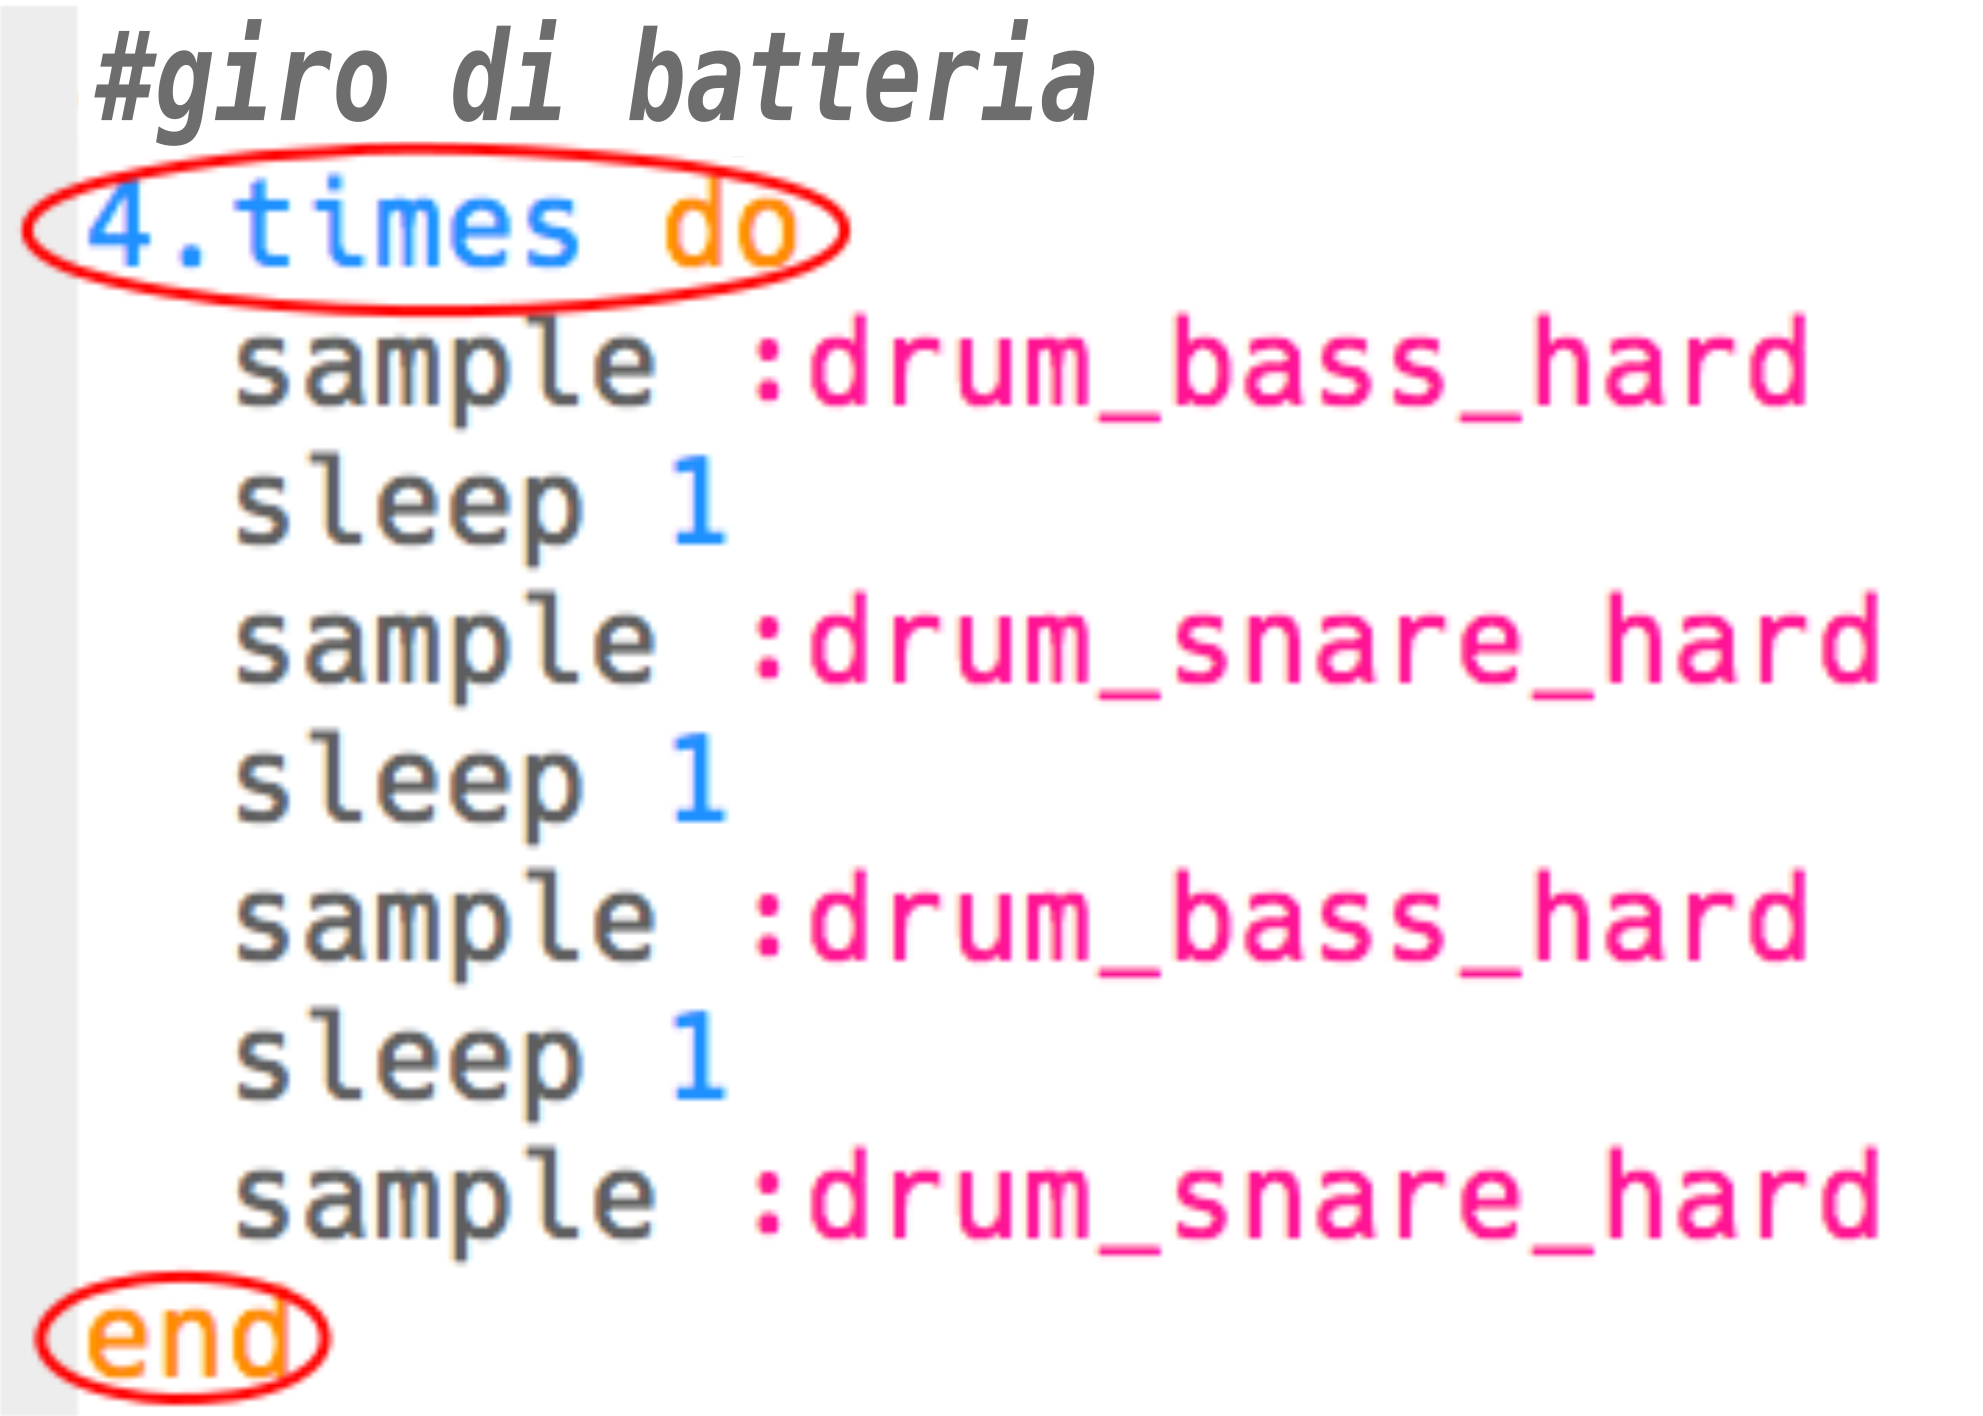 #giro di batteria
4.times do
sample :drum_bass_hard
sleep 1
sample :drum_snare_hard
sleep 1
sample :drum_bass_hard
sleep 1
sample :drum_snare_hard
end